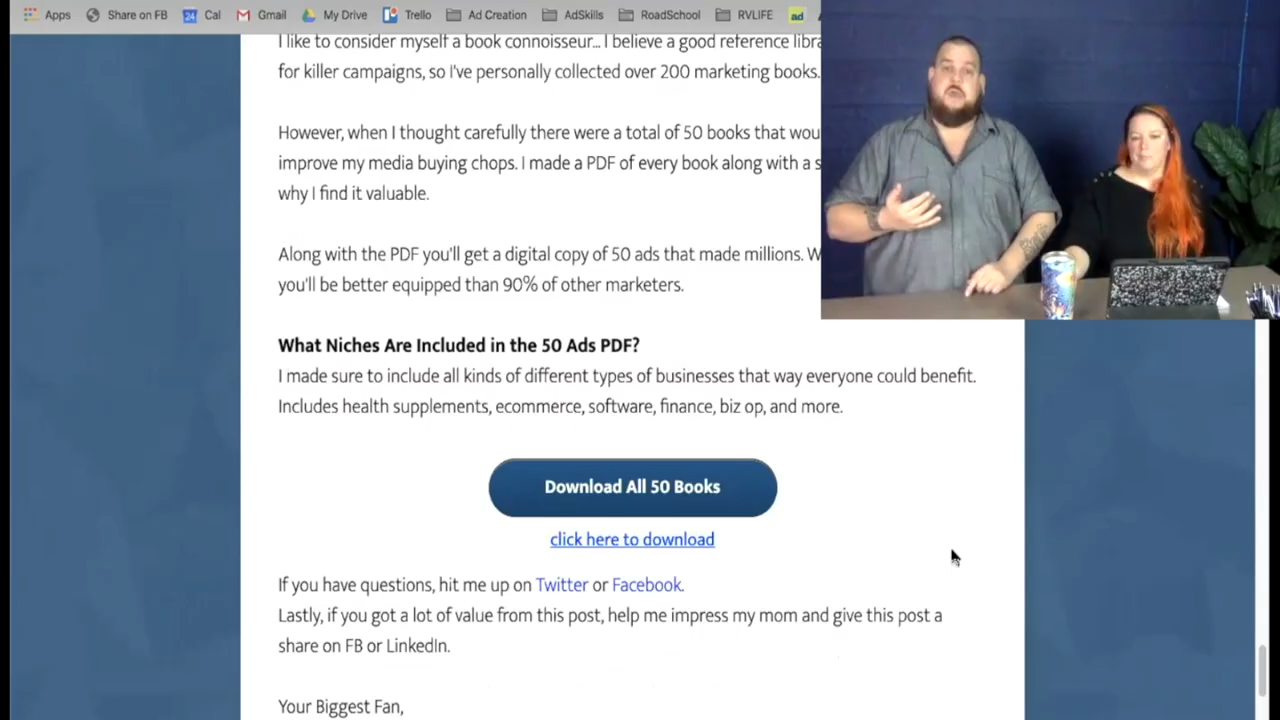 Apps Share on FB 24 Cal Gmail My Drive Trello Ad Creation AdSkills RoadSchool RVLIFE ad
I like to consider myself a book connoisseur... I believe a good reference
for killer campaigns, so I've personally collected over 200 marketing books.
However, when I thought carefully there were a total of 50 books that
improve my media buying chops. I made a PDF of every book along with a
why I find it valuable.
Along with the PDF you'll get a digital copy of 50 ads that made millions.
you'll be better equipped than 90% of other marketers.
What Niches Are Included in the 50 Ads PDF?
I made sure to include all kinds of different types of businesses that way everyone could benefit.
Includes health supplements, ecommerce, software, finance, biz op, and more.
Download All 50 Books
click here to download
If you have questions, hit me up on Twitter or Facebook.
Lastly, if you got a lot of value from this post, help me impress my mom and give this post a
share on FB or LinkedIn.
Your Biggest Fan,